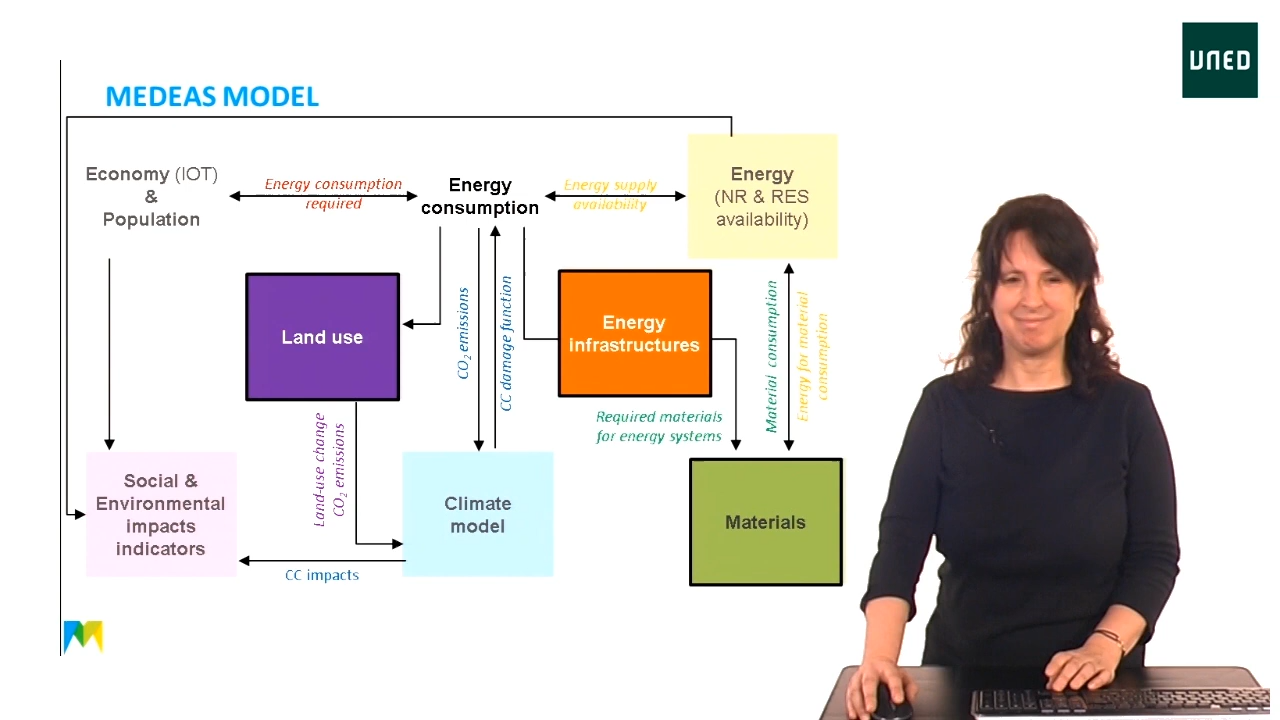 UNED
MEDEAS MODEL
Economy (IOT)
&
Population
Energy consumption
required
Energy
consumption
Energy supply
availability
Energy
(NR & RES
availability)
Land use
CO2 emissions
CC damage function
Energy
infrastructures
Material consumption
Energy for material
consumption
Required materials
for energy systems
Land-use change
CO2 emissions
Social &
Environmental
impacts
indicators
Climate
model
Materials
CC impacts